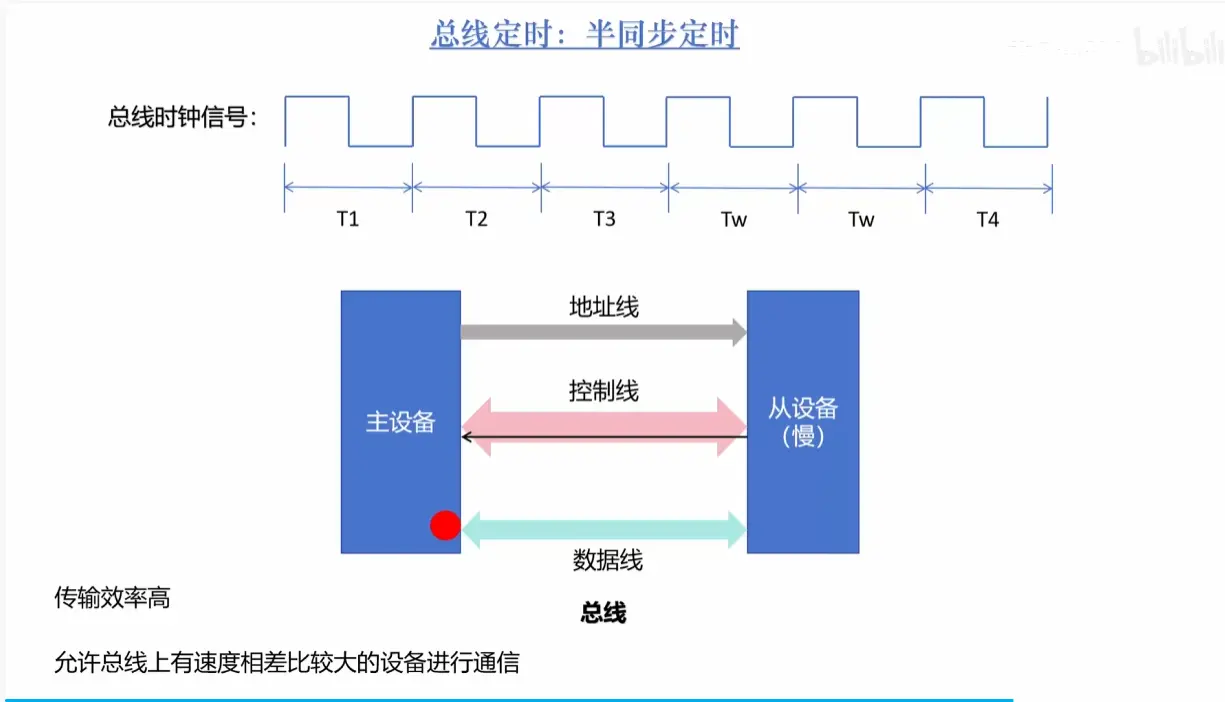 总线定时：半同步定时
bilibili
总线时钟信号：
T1 T2 T3 Tw Tw T4
地址线
控制线
主设备
从设备
（慢）
数据线
总线
传输效率高
允许总线上有速度相差比较大的设备进行通信